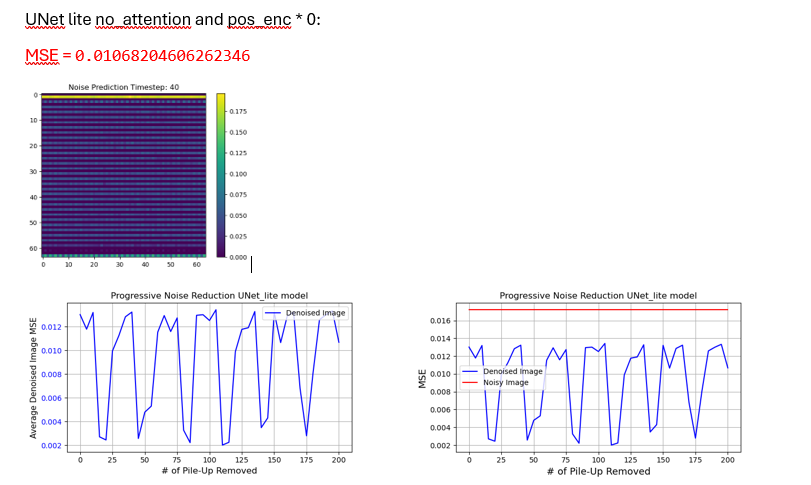 UNet lite no_attention and pos_enc * 0:
MSE = 0.01068204606262346
Noise Prediction Timestep: 40
0
10
20
30
40
50
60
0 10 20 30 40 50 60
0.175
0.150
0.125
0.100
0.075
0.050
0.025
0.000
Progressive Noise Reduction UNet_lite model
Denoised Image
Average Denoised Image MSE
0.012
0.010
0.008
0.006
0.004
0.002
0 25 50 75 100 125 150 175 200
# of Pile-Up Removed
Progressive Noise Reduction UNet_lite model
MSE
0.016
0.014
0.012
0.010
0.008
0.006
0.004
0.002
Denoised Image
Noisy Image
0 25 50 75 100 125 150 175 200
# of Pile-Up Removed